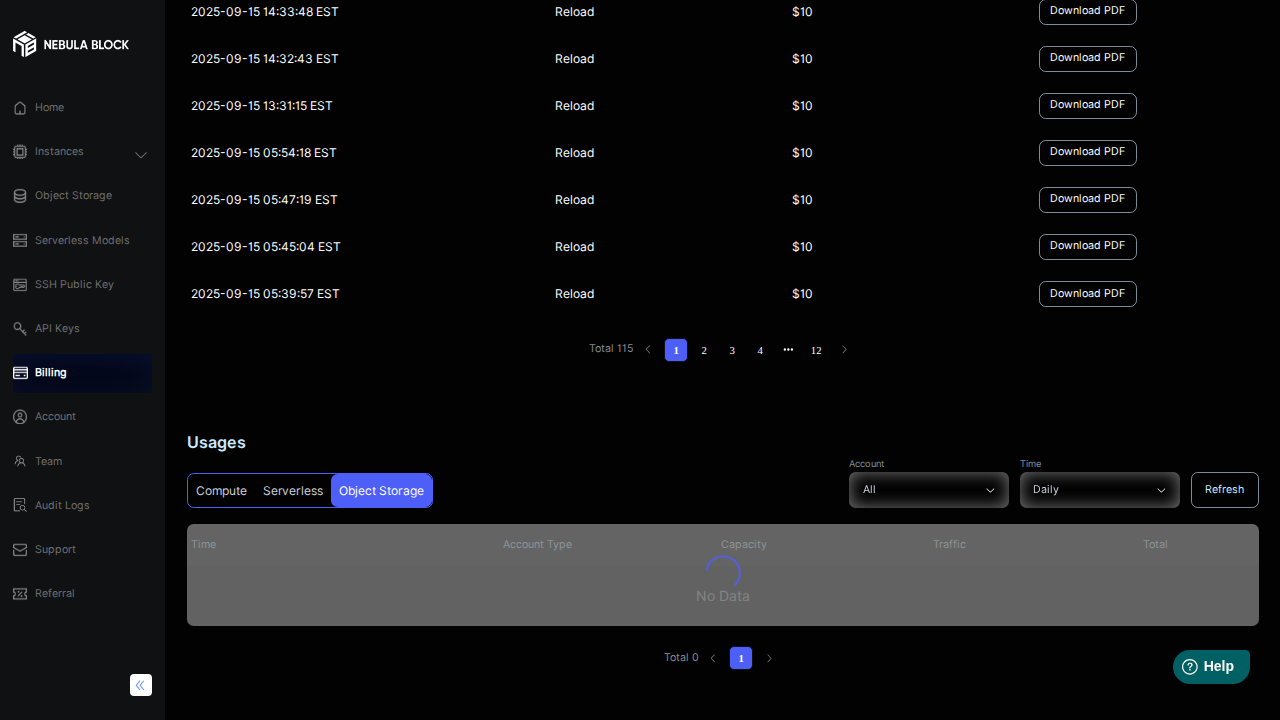 NEBULA BLOCK
Home
Instances
Object Storage
Serverless Models
SSH Public Key
API Keys
Billing
Account
Team
Audit Logs
Support
Referral
2025-09-15 14:33:48 EST Reload $10 Download PDF
2025-09-15 14:32:43 EST Reload $10 Download PDF
2025-09-15 13:31:15 EST Reload $10 Download PDF
2025-09-15 05:54:18 EST Reload $10 Download PDF
2025-09-15 05:47:19 EST Reload $10 Download PDF
2025-09-15 05:45:04 EST Reload $10 Download PDF
2025-09-15 05:39:57 EST Reload $10 Download PDF
Total 115 1 2 3 4 ••• 12
Usages
Account Time
Compute Serverless Object Storage All Daily Refresh
Time Account Type Capacity Traffic Total
No Data
Total 0 1
Help